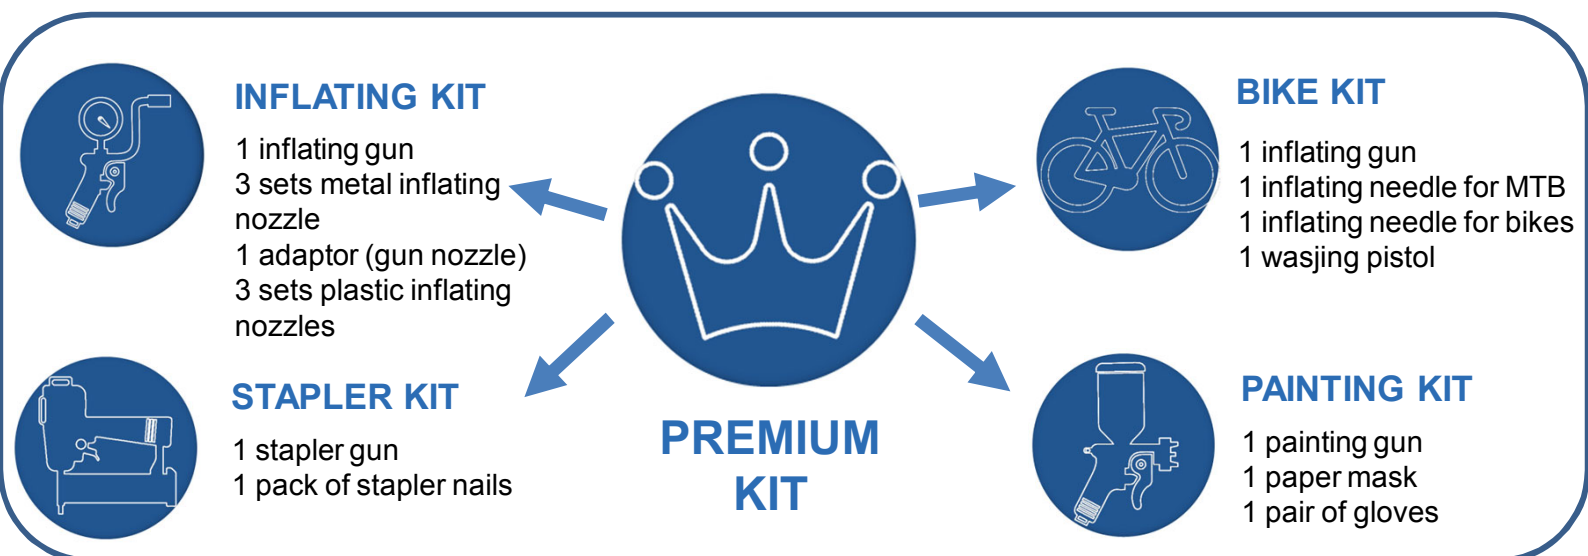 INFLATING KIT
1 inflating gun
3 sets metal inflating
nozzle
1 adaptor (gun nozzle)
3 sets plastic inflating
nozzles
STAPLER KIT
1 stapler gun
1 pack of stapler nails
PREMIUM
KIT
BIKE KIT
1 inflating gun
1 inflating needle for MTB
1 inflating needle for bikes
1 wasjing pistol
PAINTING KIT
1 painting gun
1 paper mask
1 pair of gloves